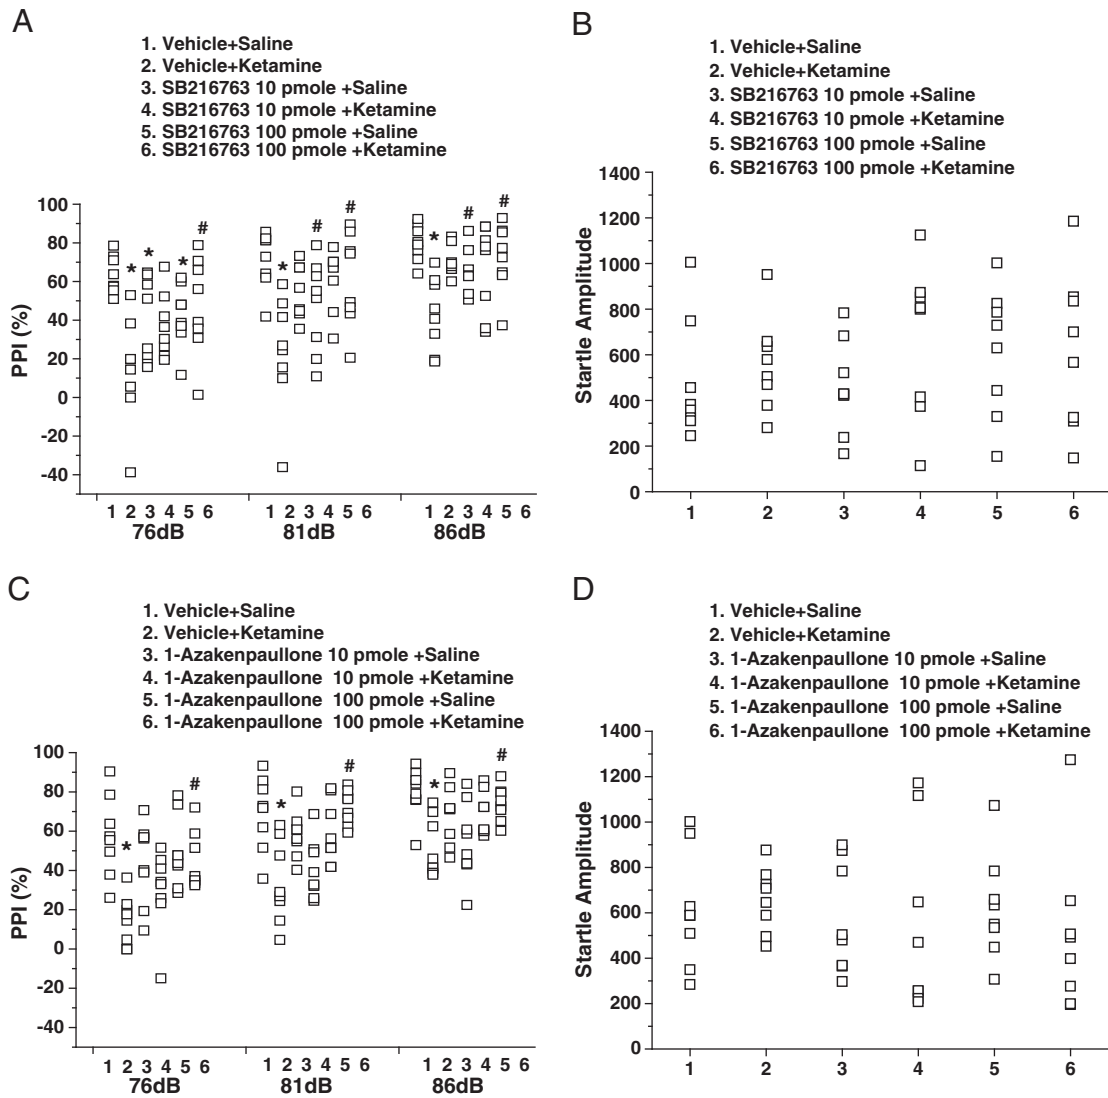 A
1. Vehicle+Saline
2. Vehicle+Ketamine
3. SB216763 10 pmole +Saline
4. SB216763 10 pmole +Ketamine
5. SB216763 100 pmole +Saline
6. SB216763 100 pmole +Ketamine
PPI (%)
100
80
60
40
20
0
-20
-40
* * * #
* # #
* # #
1 2 3 4 5 6 1 2 3 4 5 6 1 2 3 4 5 6
76dB 81dB 86dB
B
1. Vehicle+Saline
2. Vehicle+Ketamine
3. SB216763 10 pmole +Saline
4. SB216763 10 pmole +Ketamine
5. SB216763 100 pmole +Saline
6. SB216763 100 pmole +Ketamine
Startle Amplitude
1400
1200
1000
800
600
400
200
0
1 2 3 4 5 6
C
1. Vehicle+Saline
2. Vehicle+Ketamine
3. 1-Azakenpaullone 10 pmole +Saline
4. 1-Azakenpaullone 10 pmole +Ketamine
5. 1-Azakenpaullone 100 pmole +Saline
6. 1-Azakenpaullone 100 pmole +Ketamine
PPI (%)
100
80
60
40
20
0
-20
-40
* #
* #
* #
1 2 3 4 5 6 1 2 3 4 5 6 1 2 3 4 5 6
76dB 81dB 86dB
D
1. Vehicle+Saline
2. Vehicle+Ketamine
3. 1-Azakenpaullone 10 pmole +Saline
4. 1-Azakenpaullone 10 pmole +Ketamine
5. 1-Azakenpaullone 100 pmole +Saline
6. 1-Azakenpaullone 100 pmole +Ketamine
Startle Amplitude
1400
1200
1000
800
600
400
200
0
1 2 3 4 5 6